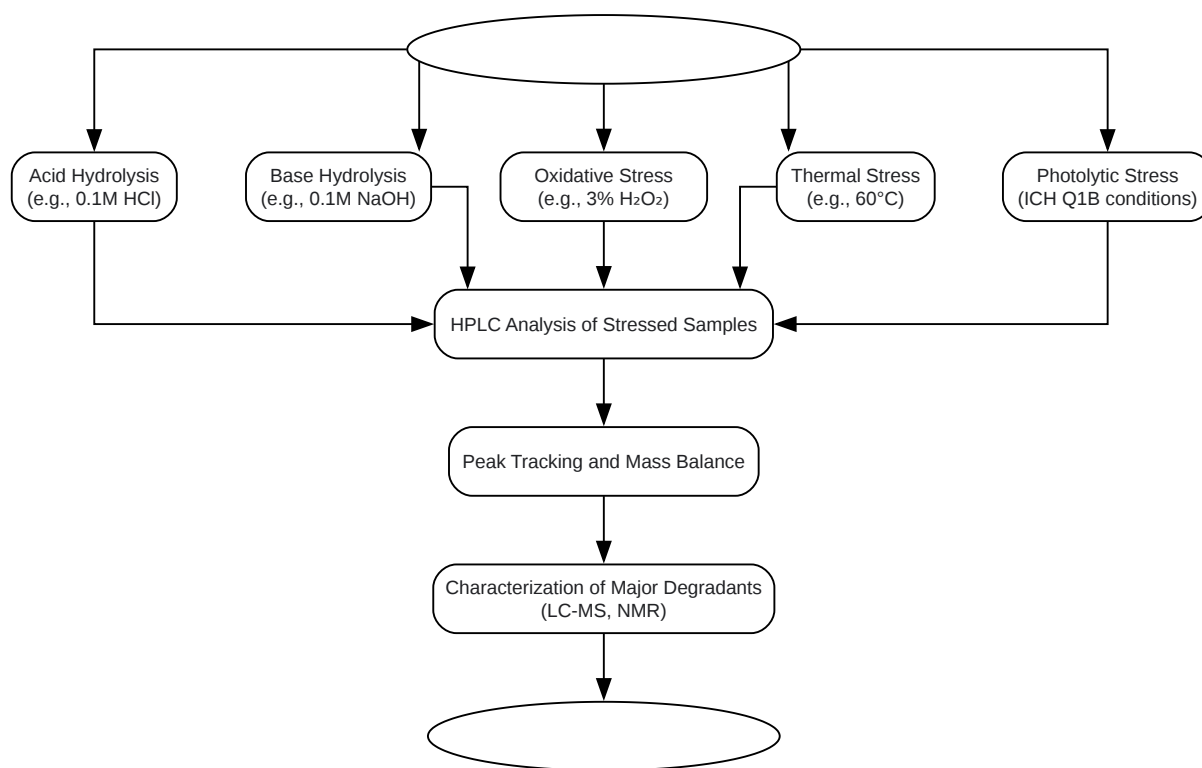 Acid Hydrolysis
(e.g., 0.1M HCl)
Base Hydrolysis
(e.g., 0.1M NaOH)
Oxidative Stress
(e.g., 3% H₂O₂)
Thermal Stress
(e.g., 60°C)
Photolytic Stress
(ICH Q1B conditions)
HPLC Analysis of Stressed Samples
Peak Tracking and Mass Balance
Characterization of Major Degradants
(LC-MS, NMR)